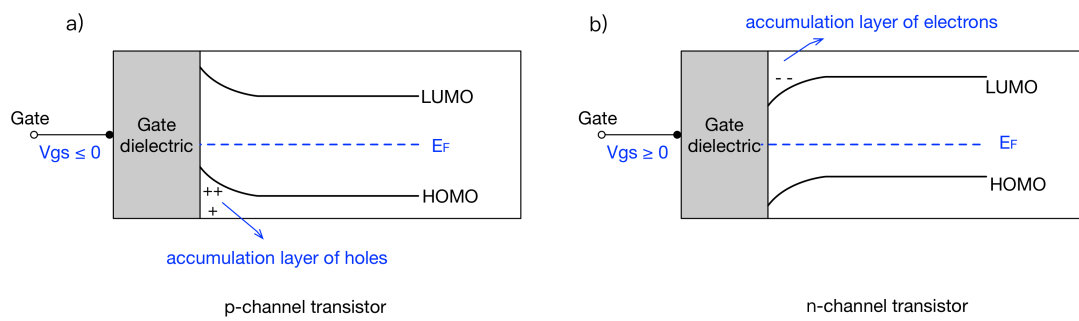 a)
Gate
Vgs ≤ 0
Gate
dielectric
LUMO
EF
HOMO
++
+
accumulation layer of holes
p-channel transistor
b)
accumulation layer of electrons
Gate
Vgs ≥ 0
Gate
dielectric
- -
LUMO
EF
HOMO
n-channel transistor